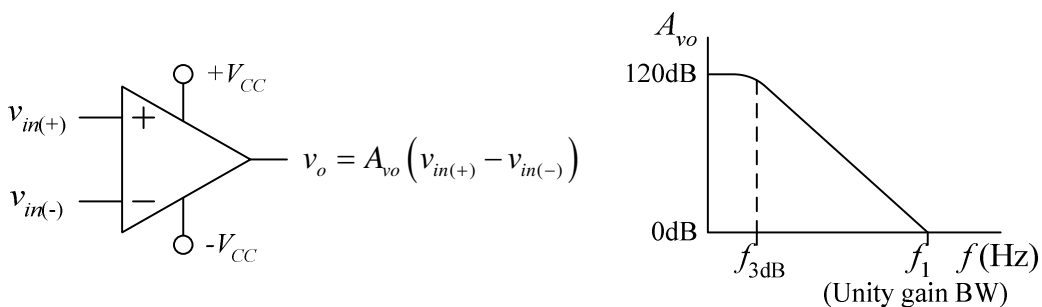 +V_CC
v_in(+)
+
v_o = A_vo (v_in(+) − v_in(-))
v_in(-)
−
-V_CC
A_vo
120dB
0dB
f_3dB
f_1
f (Hz)
(Unity gain BW)